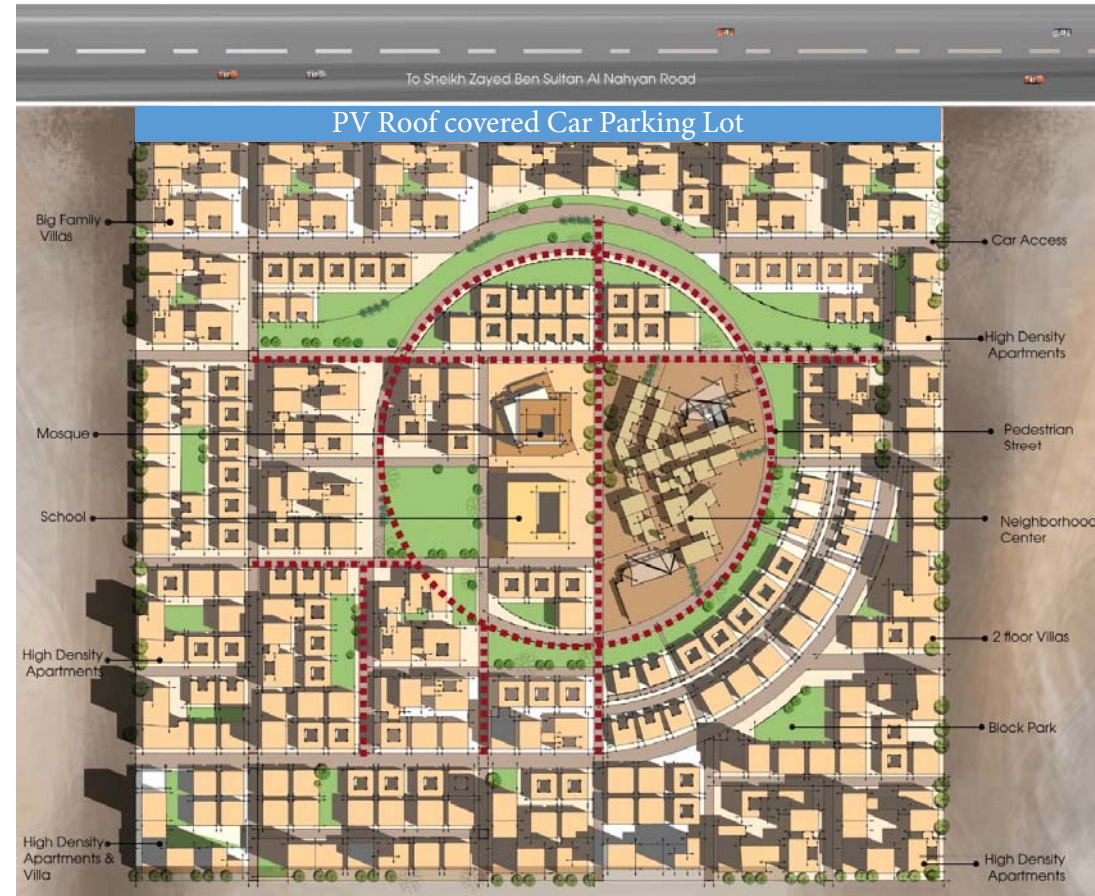 To Sheikh Zayed Ben Sultan Al Nahyan Road
PV Roof covered Car Parking Lot
Big Family
Villas
Car Access
High Density
Apartments
Mosque
Pedestrian
Street
School
Neighborhood
Center
2 floor Villas
High Density
Apartments
Block Park
High Density
Apartments &
Villa
High Density
Apartments